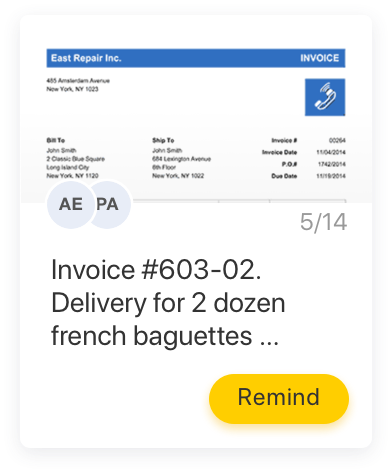 East Repair Inc. INVOICE
485 Amsterdam Avenue
New York, NY 1023
Bill To Ship To Invoice # 00264
John Smith John Smith Invoice Date 11/04/2014
2 Classic Blue Square 684 Lexington Avenue P.O.# 1742/2014
Long Island City 6th Floor Due Date 11/19/2014
New York, NY 1120 New York, NY 1022
AE PA
5/14
Invoice #603-02.
Delivery for 2 dozen
french baguettes ...
Remind